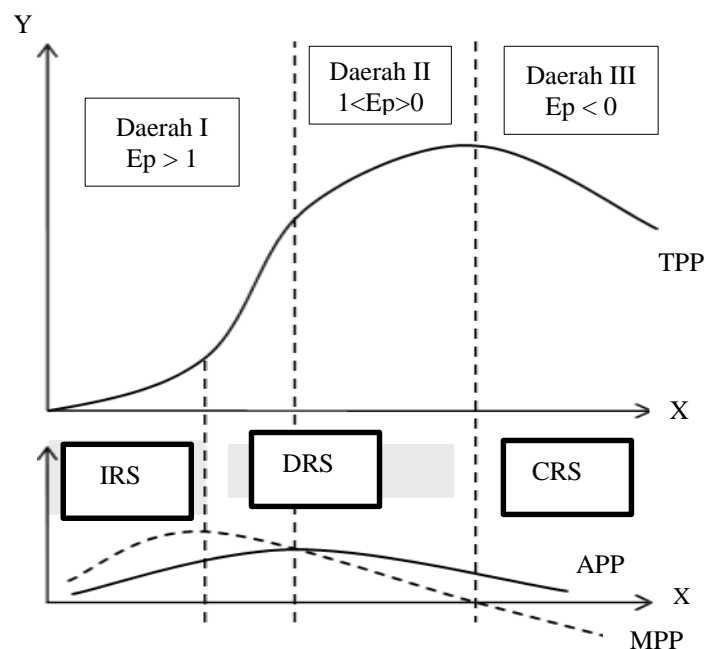 Y
Daerah I
Ep > 1
Daerah II
1<Ep>0
Daerah III
Ep < 0
TPP
X
IRS
DRS
CRS
APP
X
MPP